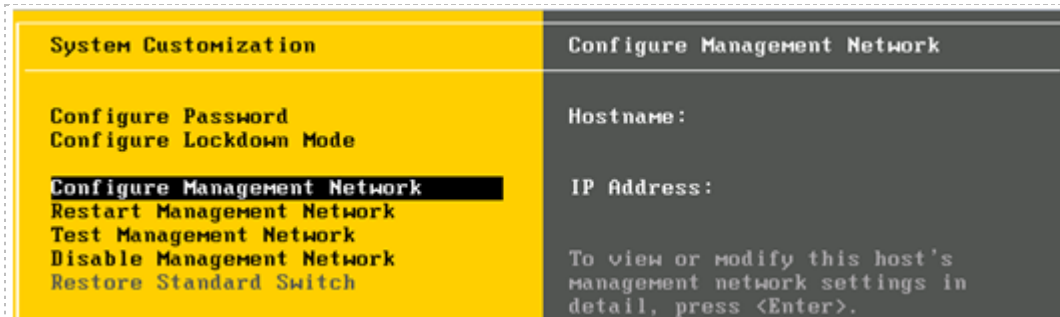 System Customization
Configure Management Network
Configure Password
Configure Lockdown Mode
Configure Management Network
Restart Management Network
Test Management Network
Disable Management Network
Restore Standard Switch
Hostname:
IP Address:
To view or modify this host's
management network settings in
detail, press <Enter>.